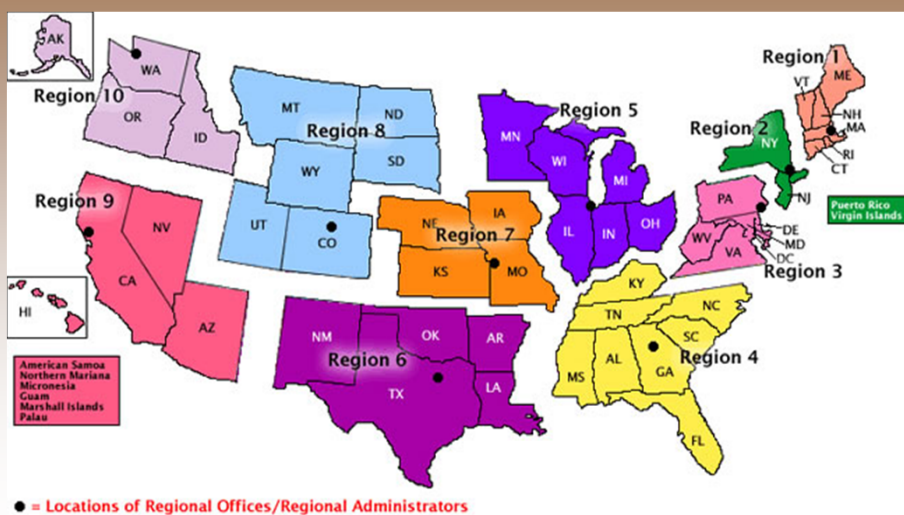 AK
WA
Region 10
OR
ID
MT
ND
Region 8
SD
WY
UT
CO
Region 9
NV
CA
AZ
HI
American Samoa
Northern Mariana
Micronesia
Guam
Marshall Islands
Palau
NE
IA
Region 7
KS
MO
NM
OK
AR
Region 6
TX
LA
Region 5
MN
WI
MI
IL
IN
OH
KY
TN
NC
SC
Region 4
MS
AL
GA
FL
Region 1
VT
ME
NH
MA
RI
CT
Region 2
NY
NJ
Puerto Rico
Virgin Islands
PA
DE
MD
DC
WV
VA
Region 3
= Locations of Regional Offices/Regional Administrators